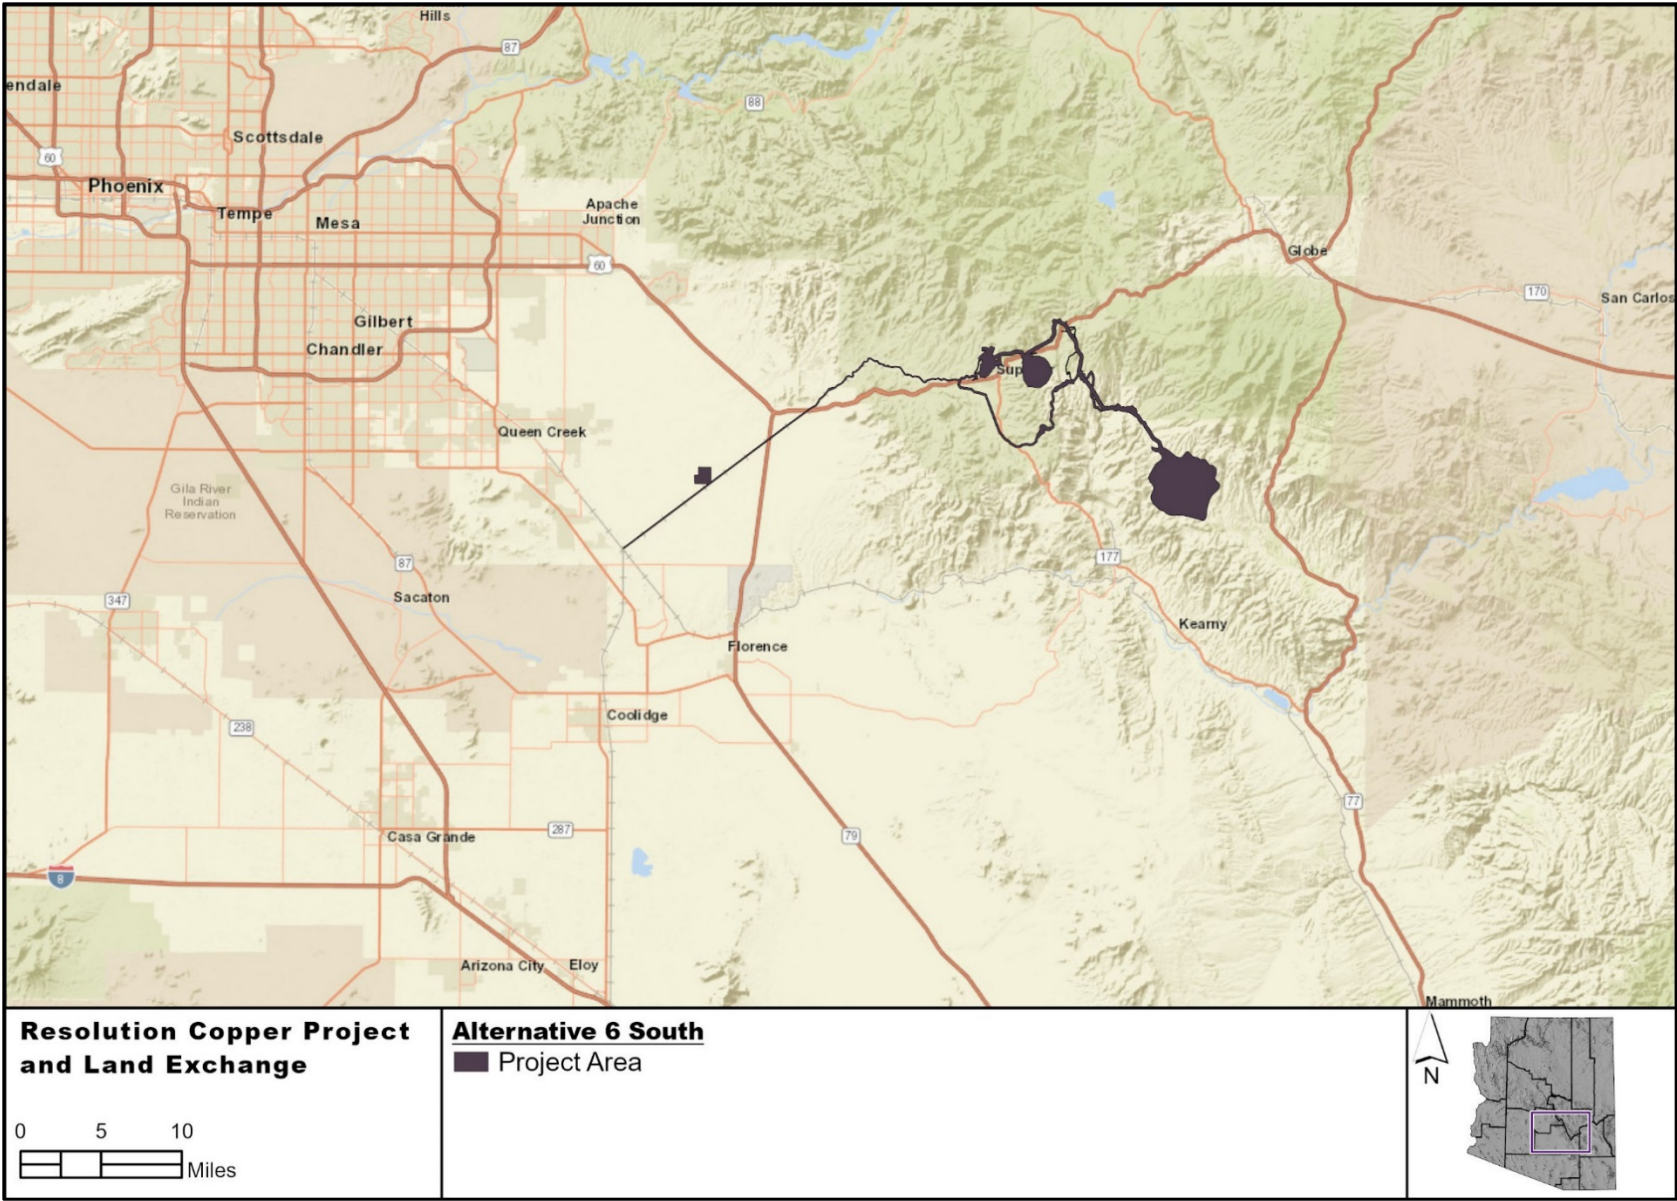 Hills
87
endale
88
Scottsdale
60
Phoenix
Tempe
Mesa
Apache
Junction
60
Globe
170
San Carlos
Gilbert
Chandler
Sup
Queen Creek
Gila River
Indian
Reservation
177
87
Sacaton
347
Kearny
Florence
Coolidge
238
77
287
79
Casa Grande
8
Arizona City
Eloy
Mammoth
Resolution Copper Project
and Land Exchange
0 5 10
Miles
Alternative 6 South
Project Area
N